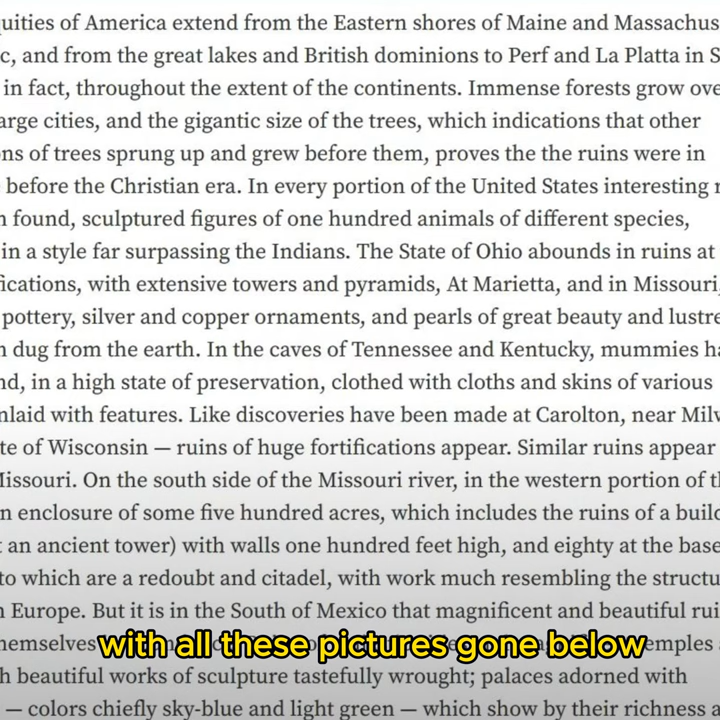 uities of America extend from the Eastern shores of Maine and Massachus
c, and from the great lakes and British dominions to Perf and La Platta in S
in fact, throughout the extent of the continents. Immense forests grow ove
arge cities, and the gigantic size of the trees, which indications that other
ns of trees sprung up and grew before them, proves the the ruins were in
before the Christian era. In every portion of the United States interesting r
n found, sculptured figures of one hundred animals of different species,
in a style far surpassing the Indians. The State of Ohio abounds in ruins at
fications, with extensive towers and pyramids, At Marietta, and in Missouri,
pottery, silver and copper ornaments, and pearls of great beauty and lustre
n dug from the earth. In the caves of Tennessee and Kentucky, mummies ha
nd, in a high state of preservation, clothed with cloths and skins of various
nlaid with features. Like discoveries have been made at Carolton, near Milw
te of Wisconsin — ruins of huge fortifications appear. Similar ruins appear
Missouri. On the south side of the Missouri river, in the western portion of th
n enclosure of some five hundred acres, which includes the ruins of a build
t an ancient tower) with walls one hundred feet high, and eighty at the base
to which are a redoubt and citadel, with work much resembling the structu
n Europe. But it is in the South of Mexico that magnificent and beautiful rui
hemselves emples
with all these pictures gone below
h beautiful works of sculpture tastefully wrought; palaces adorned with
— colors chiefly sky-blue and light green — which show by their richness a